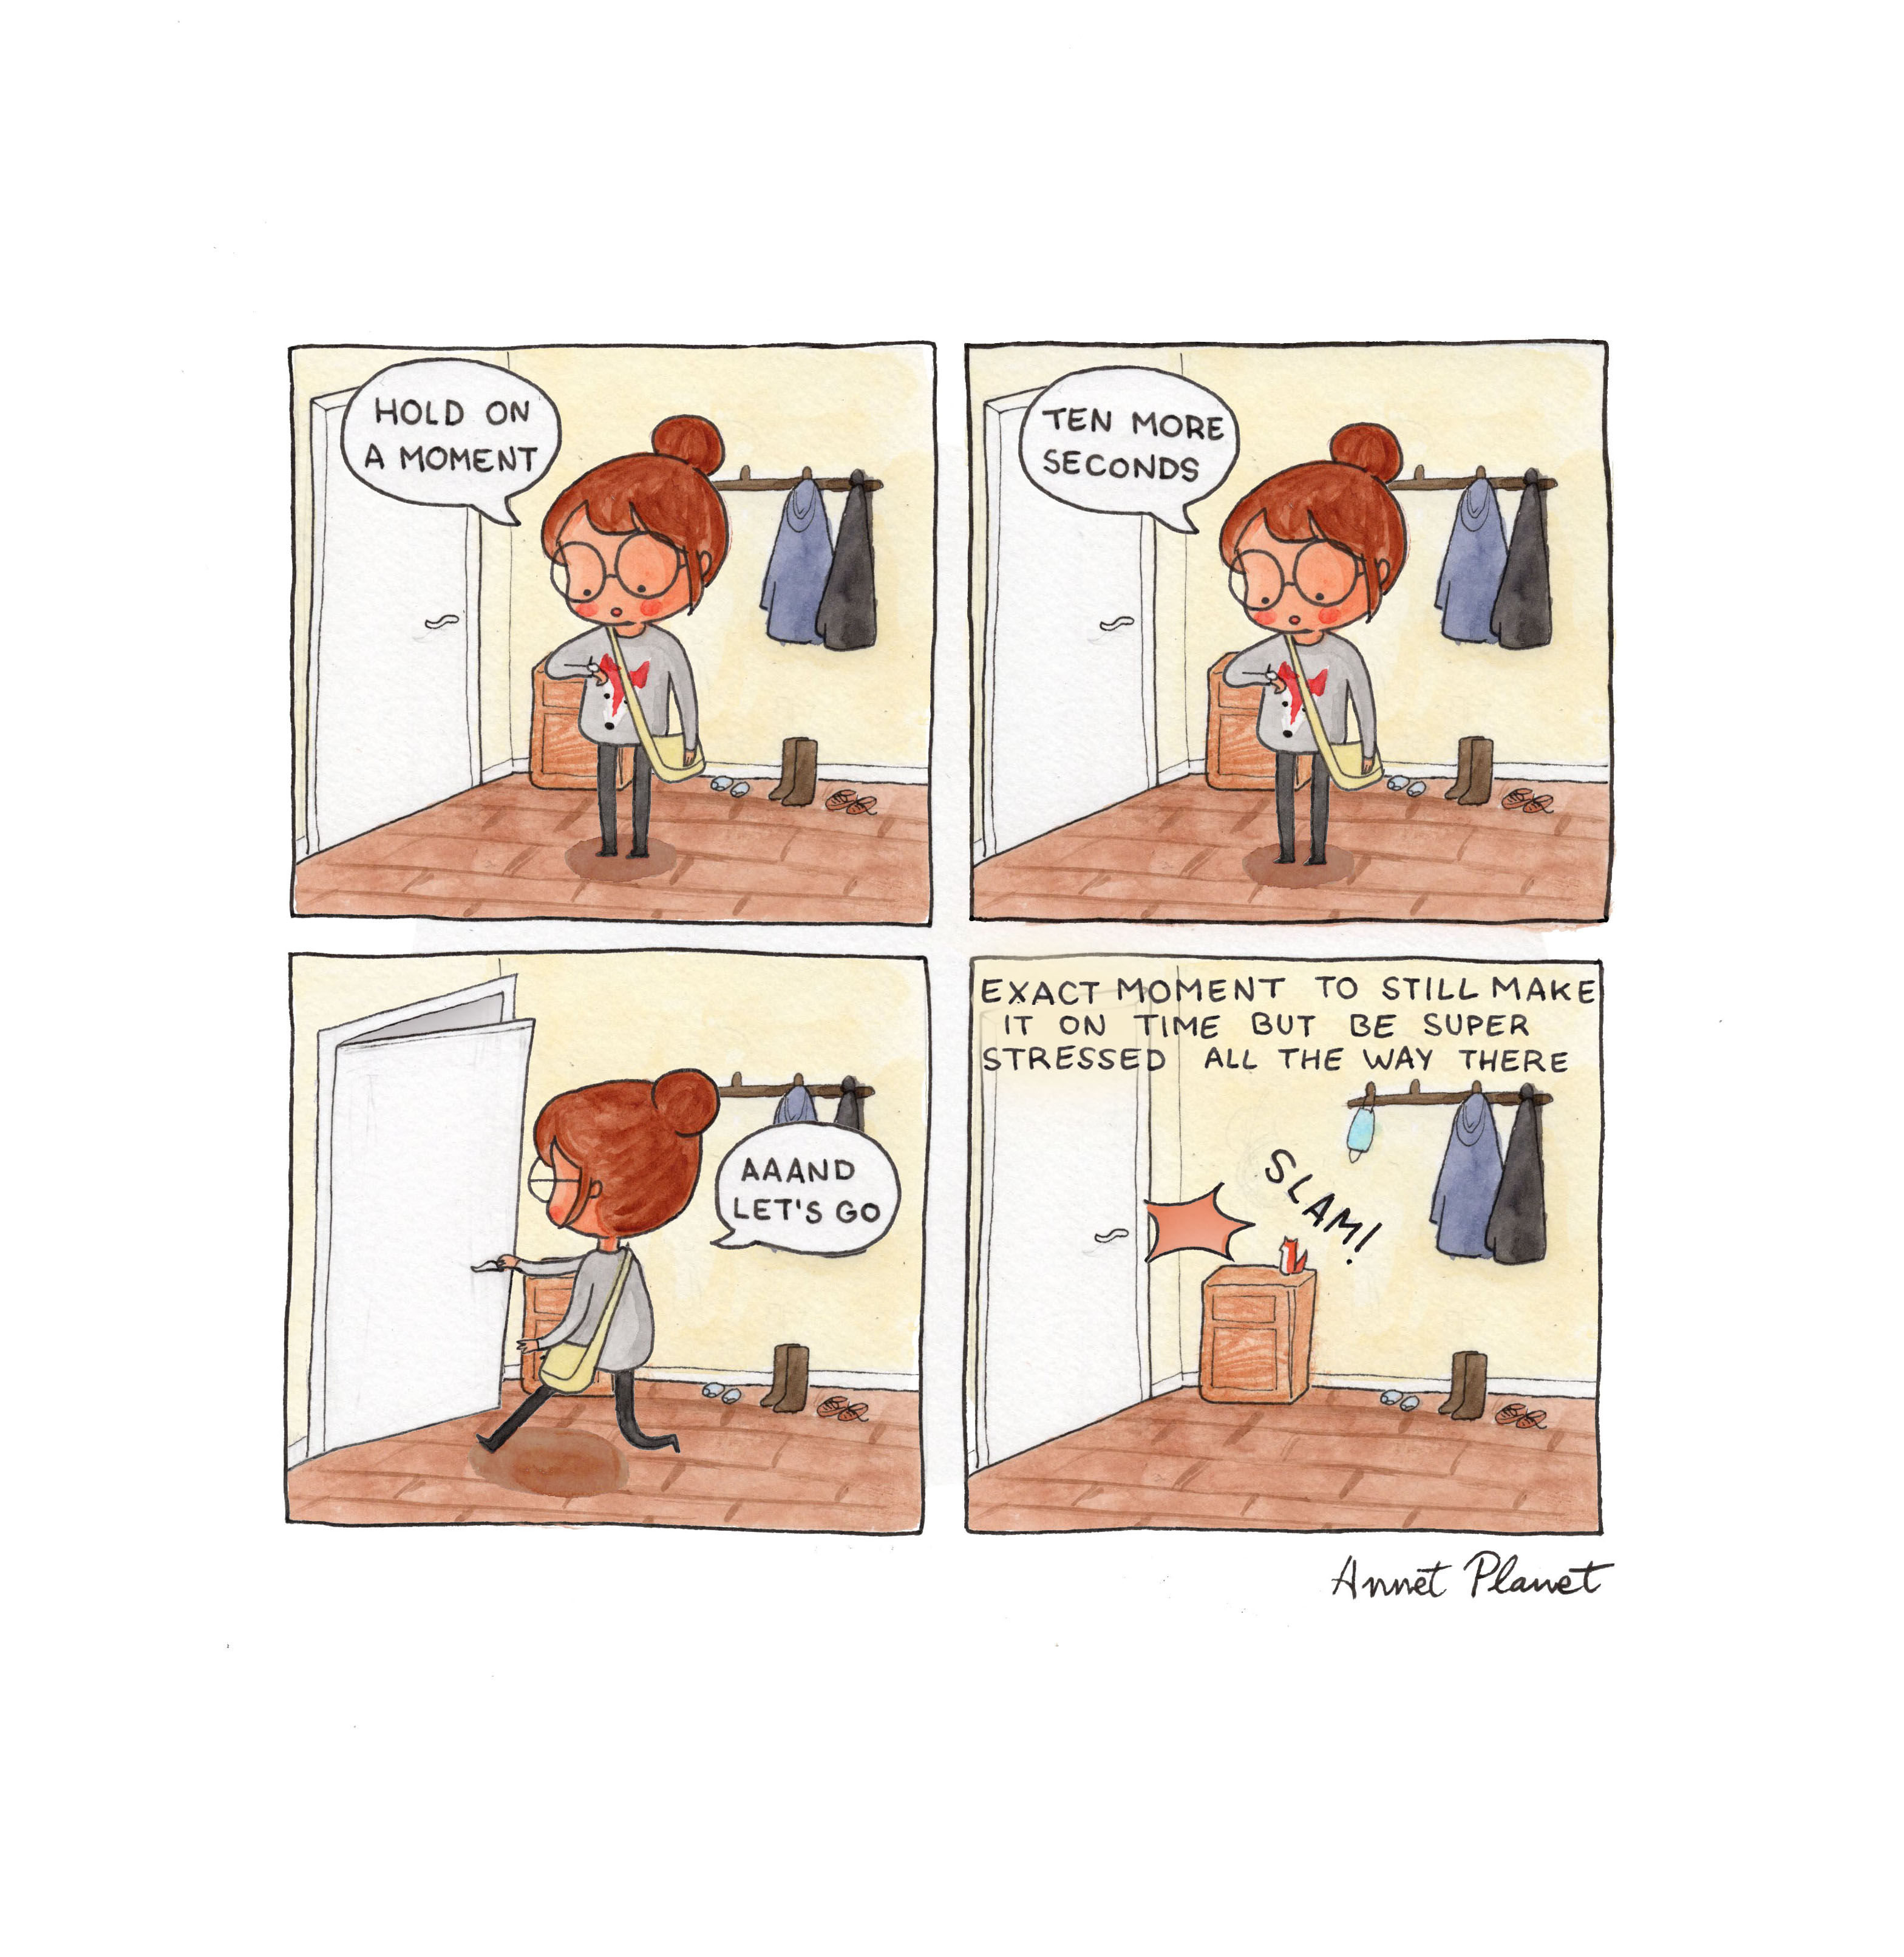 HOLD ON
A MOMENT
TEN MORE
SECONDS
AAAND
LET'S GO
EXACT MOMENT TO STILL MAKE
IT ON TIME BUT BE SUPER
STRESSED ALL THE WAY THERE
SLAM!
Annet Planet